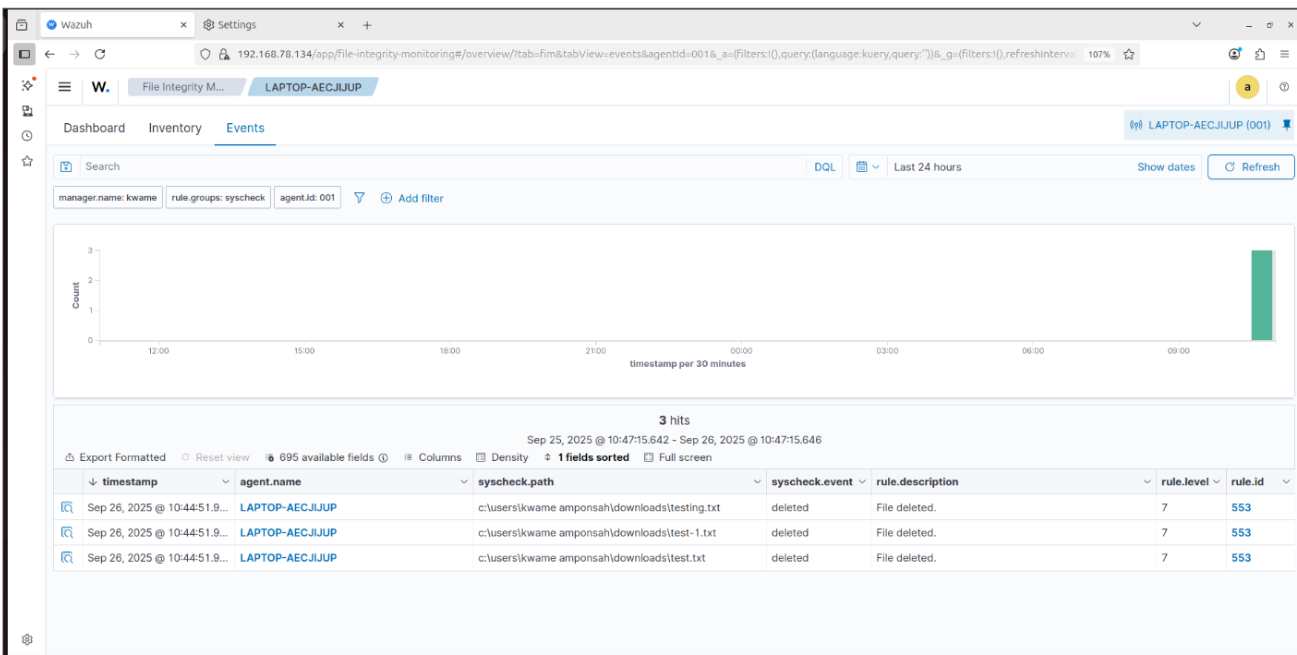 Wazuh
Settings
192.168.78.134/app/file-integrity-monitoring#/overview/?tab=fim&tabView=events&agentId=001&_a=(filters:!(),query:(language:kuery,query:''))&_g=(filters:!(),refreshInterva
107%
W.
File Integrity M...
LAPTOP-AECJIJUP
a
Dashboard
Inventory
Events
LAPTOP-AECJIJUP (001)
Search
DQL
Last 24 hours
Show dates
Refresh
manager.name: kwame
rule.groups: syscheck
agent.id: 001
Add filter
Count
3
2
1
0
12:00 15:00 18:00 21:00 00:00 03:00 06:00 09:00
timestamp per 30 minutes
3 hits
Sep 25, 2025 @ 10:47:15.642 - Sep 26, 2025 @ 10:47:15.646
Export Formatted Reset view 695 available fields Columns Density 1 fields sorted Full screen
timestamp agent.name syscheck.path syscheck.event rule.description rule.level rule.id
Sep 26, 2025 @ 10:44:51.9... LAPTOP-AECJIJUP c:\users\kwame amponsah\downloads\testing.txt deleted File deleted. 7 553
Sep 26, 2025 @ 10:44:51.9... LAPTOP-AECJIJUP c:\users\kwame amponsah\downloads\test-1.txt deleted File deleted. 7 553
Sep 26, 2025 @ 10:44:51.9... LAPTOP-AECJIJUP c:\users\kwame amponsah\downloads\test.txt deleted File deleted. 7 553